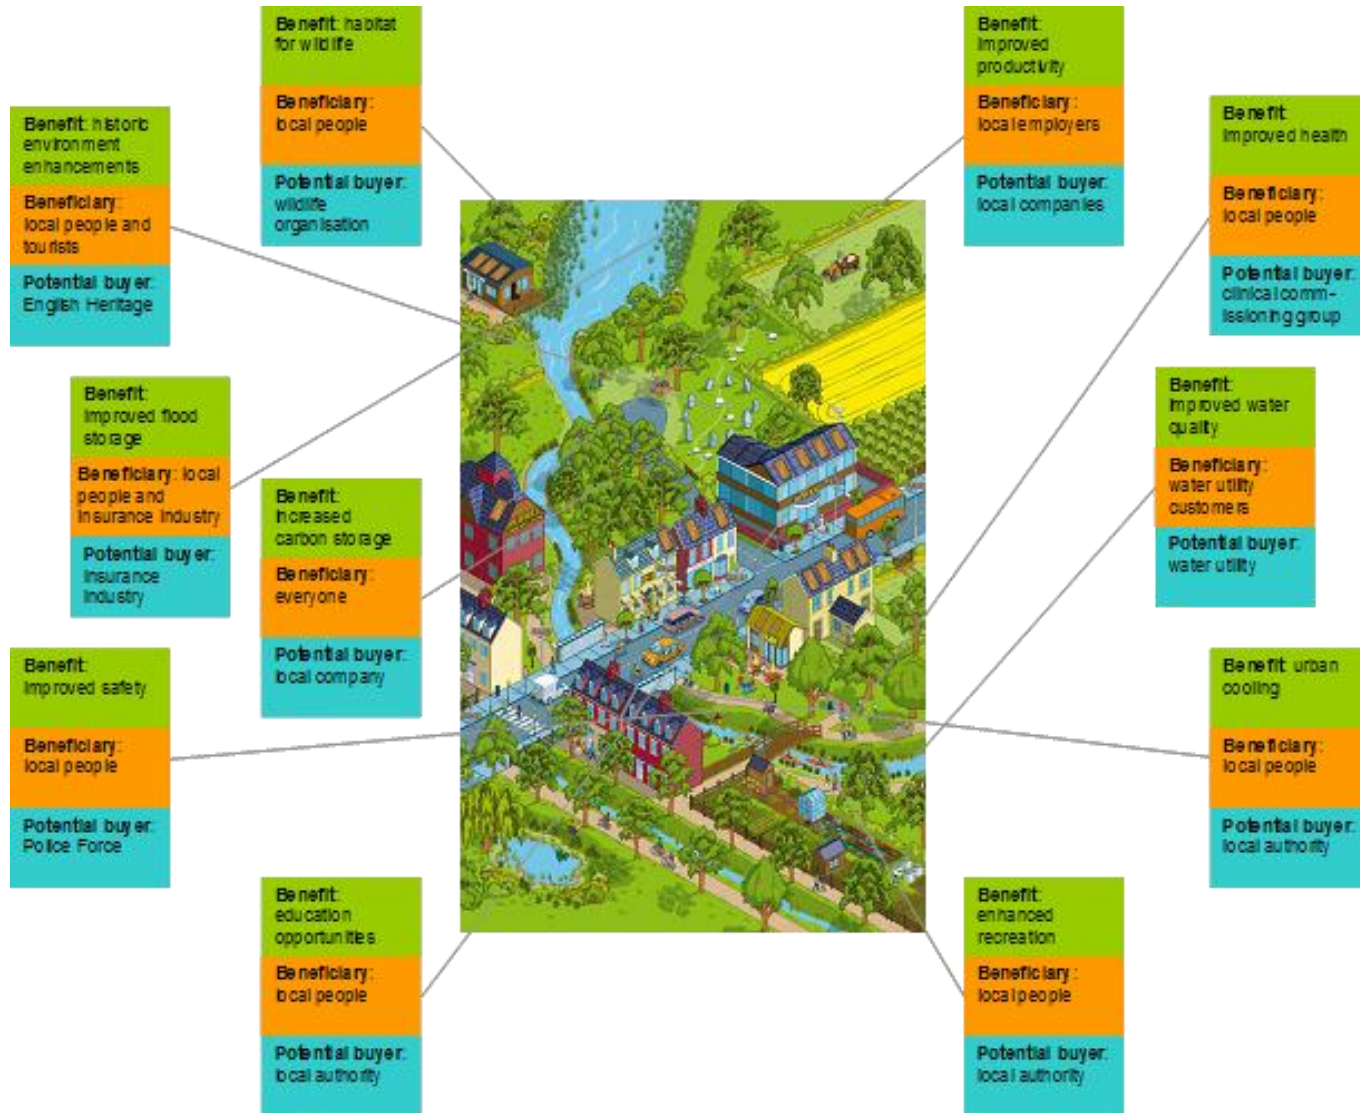 Benefit: habitat
for wildlife
Beneficiary:
local people
Potential buyer:
wildlife
organisation
Benefit:
improved
productivity
Beneficiary:
local employers
Potential buyer:
local companies
Benefit: historic
environment
enhancements
Beneficiary:
local people and
tourists
Potential buyer:
English Heritage
Benefit:
improved health
Beneficiary:
local people
Potential buyer:
clinical comm-
issioning group
Benefit:
improved flood
storage
Beneficiary: local
people and
insurance industry
Potential buyer:
insurance
industry
Benefit:
increased
carbon storage
Beneficiary:
everyone
Potential buyer:
local company
Benefit:
improved water
quality
Beneficiary:
water utility
customers
Potential buyer:
water utility
Benefit:
improved safety
Beneficiary:
local people
Potential buyer:
Police Force
Benefit: urban
cooling
Beneficiary:
local people
Potential buyer:
local authority
Benefit:
education
opportunities
Beneficiary:
local people
Potential buyer:
local authority
Benefit:
enhanced
recreation
Beneficiary:
local people
Potential buyer:
local authority